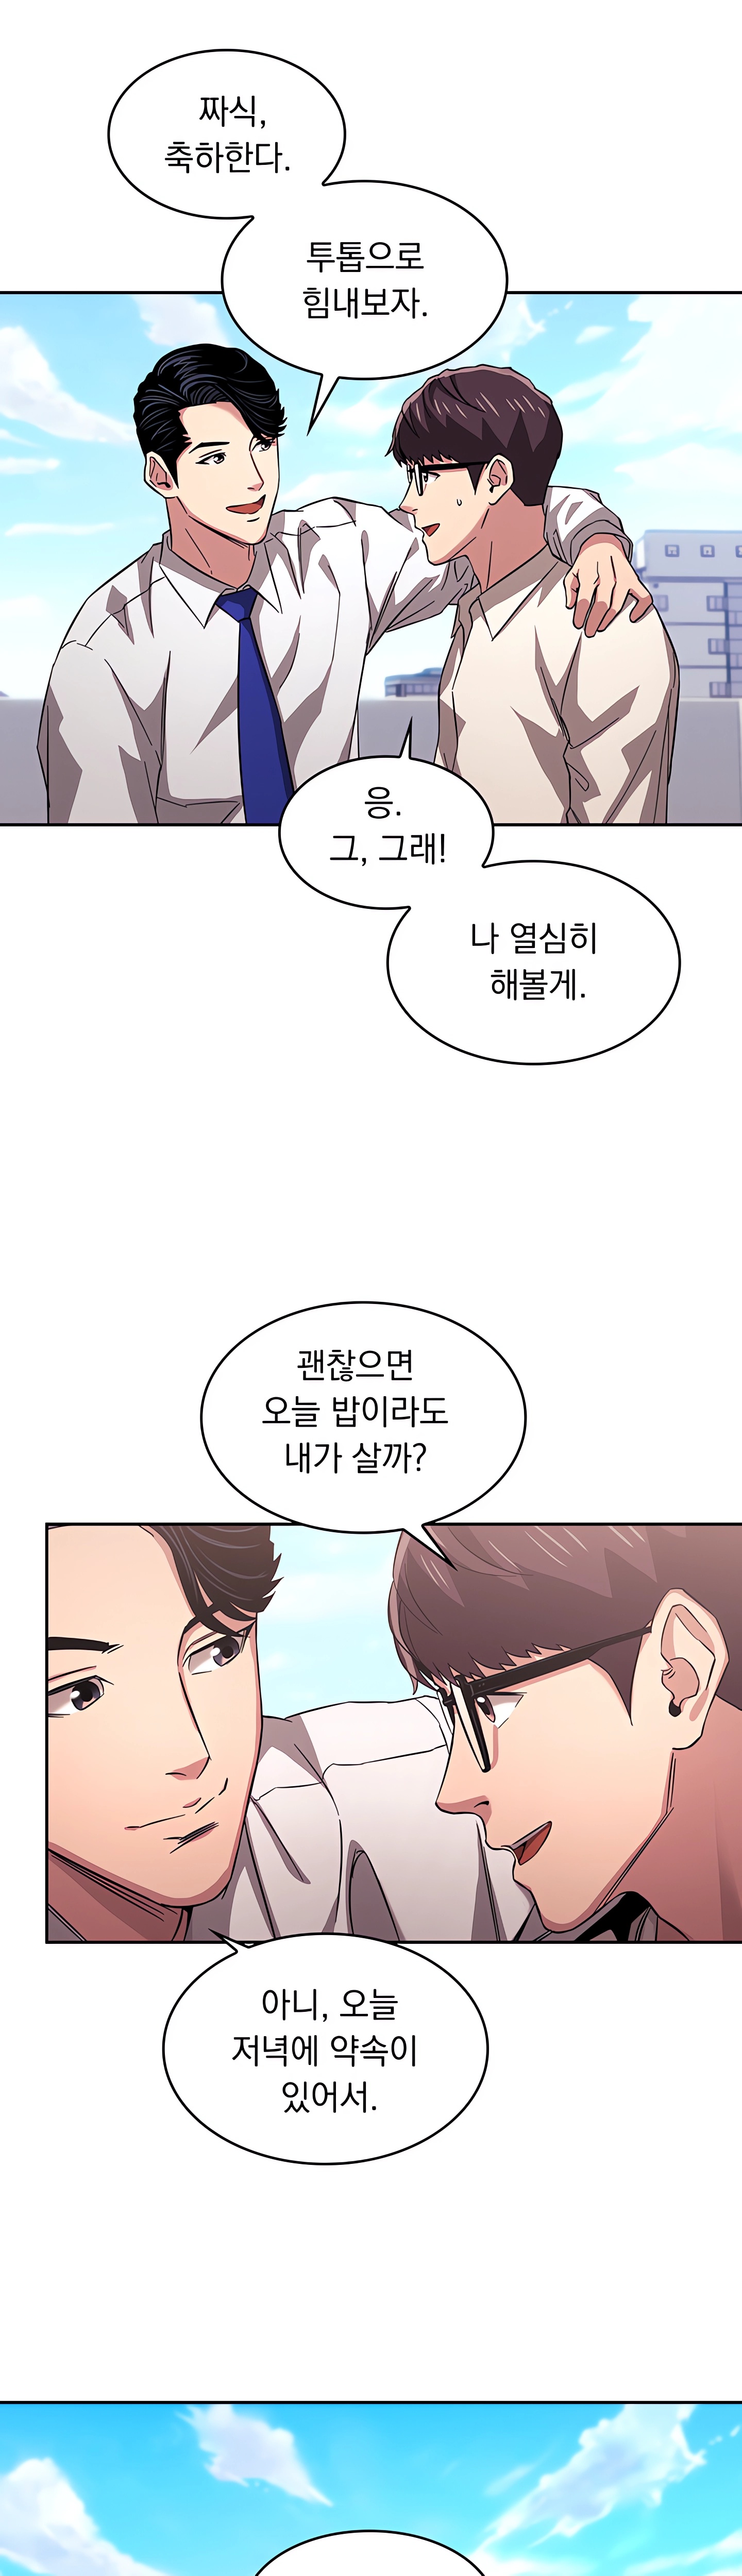 짜식,
축하한다.
투톱으로
힘내보자.
응.
그, 그래!
나 열심히
해볼게.
괜찮으면
오늘 밥이라도
내가 살까?
아니, 오늘
저녁에 약속이
있어서.